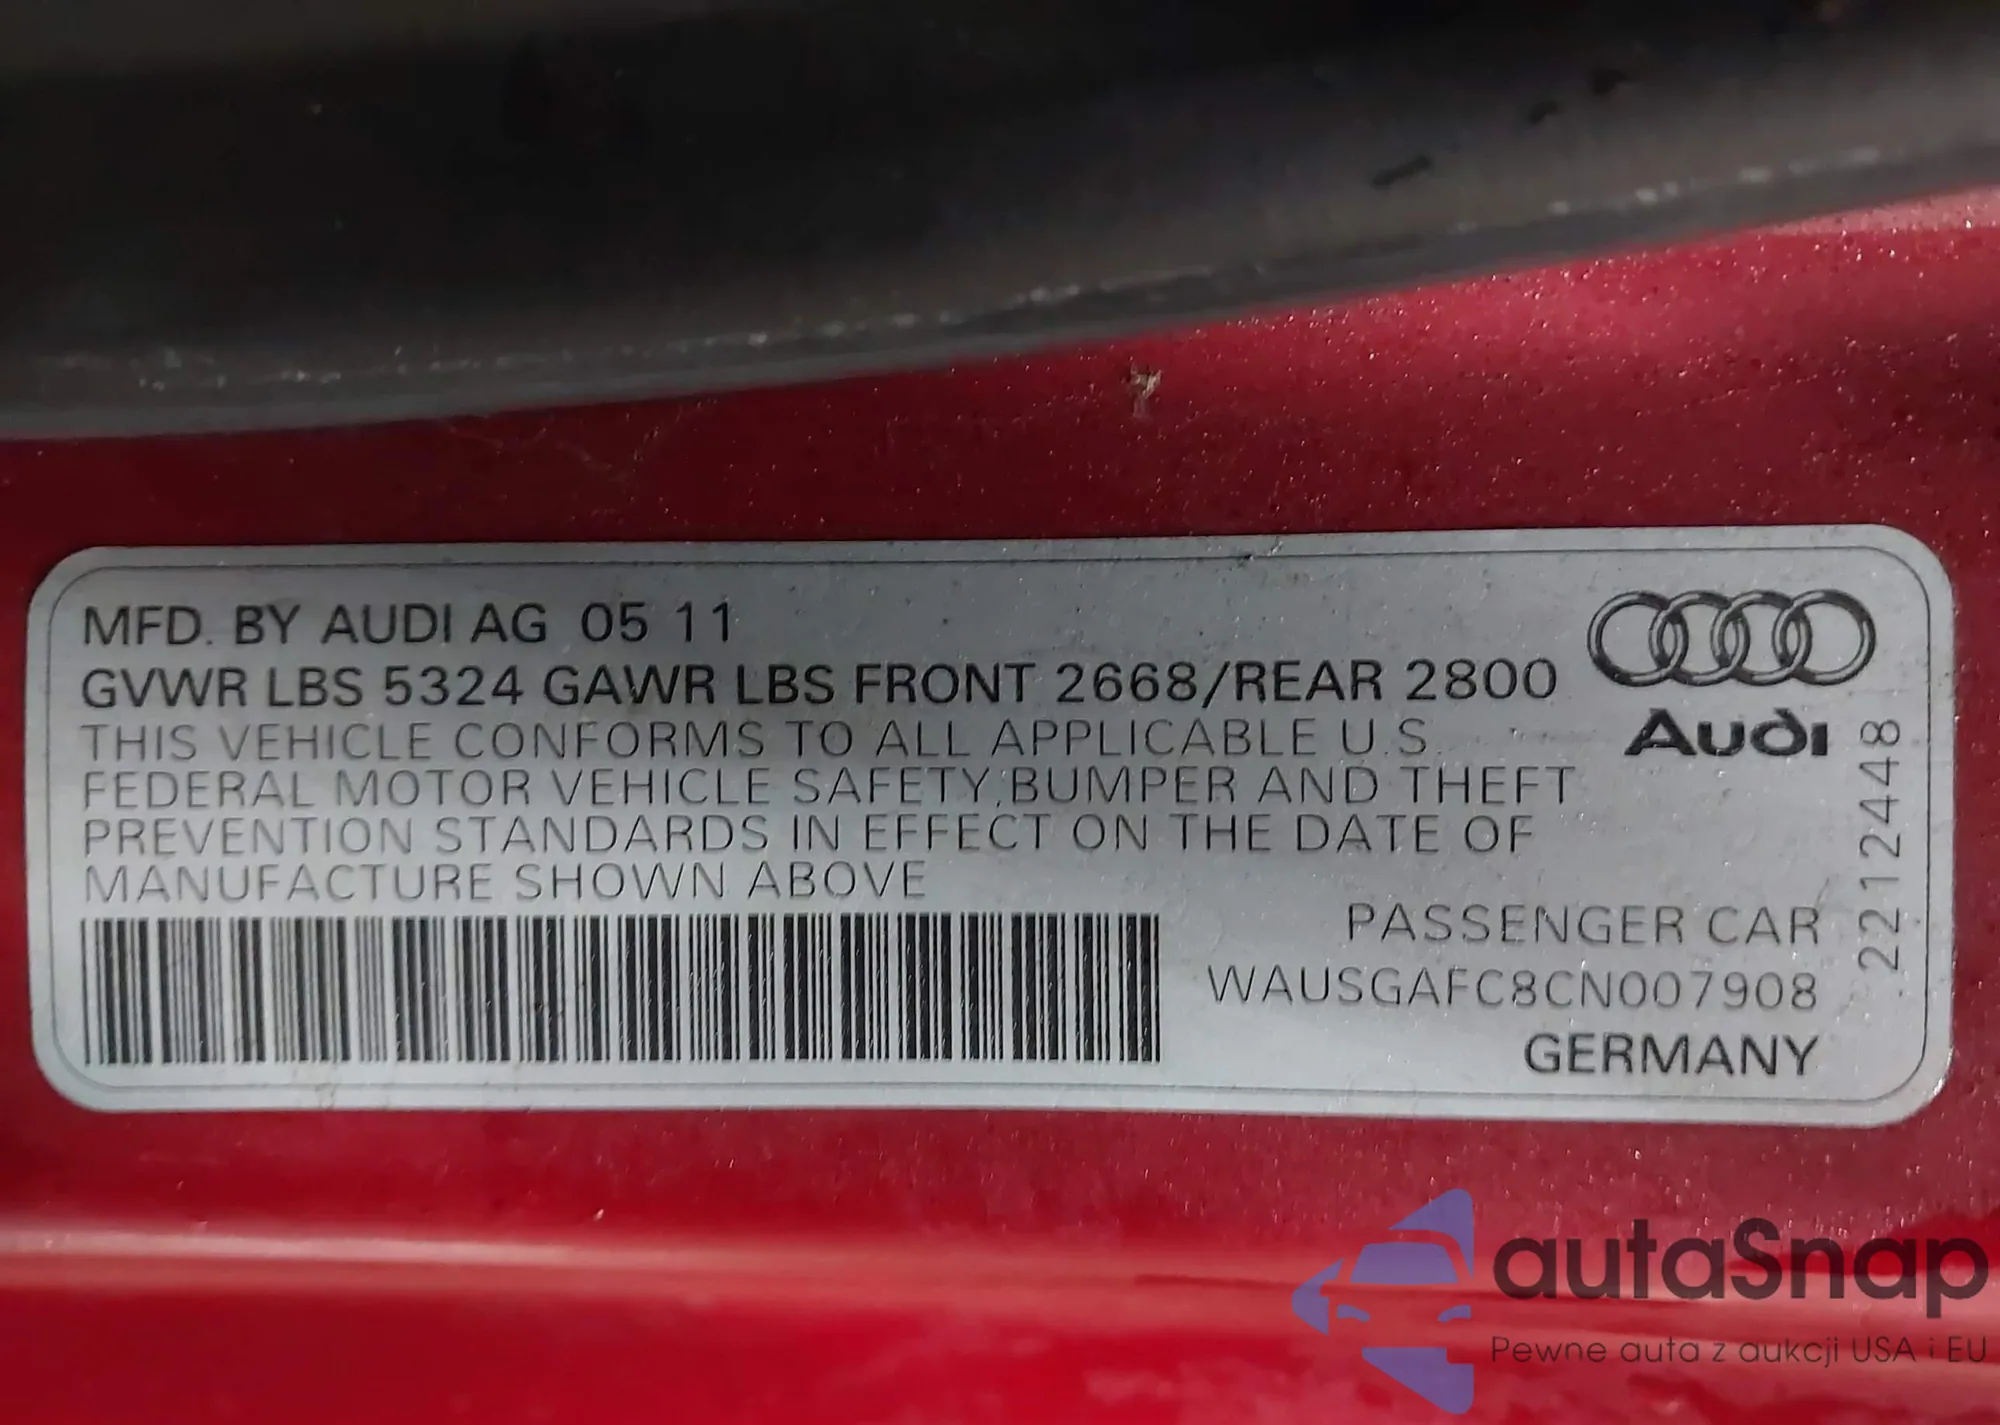 MFD. BY AUDI AG 05 11
GVWR LBS 5324 GAWR LBS FRONT 2668/REAR 2800
THIS VEHICLE CONFORMS TO ALL APPLICABLE U.S.
FEDERAL MOTOR VEHICLE SAFETY, BUMPER AND THEFT
PREVENTION STANDARDS IN EFFECT ON THE DATE OF
MANUFACTURE SHOWN ABOVE
Audi
2212448
PASSENGER CAR
WAUSGAFC8CN007908
GERMANY
autaSnap
Pewne auta z aukcji USA i EU